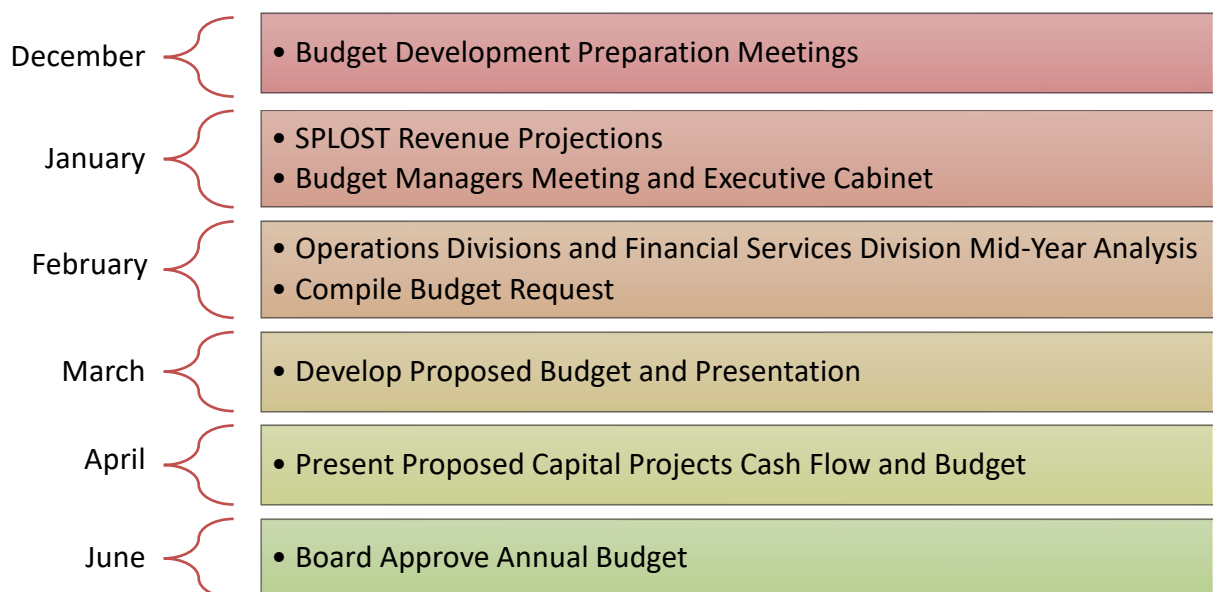 December
• Budget Development Preparation Meetings
January
• SPLOST Revenue Projections
• Budget Managers Meeting and Executive Cabinet
February
• Operations Divisions and Financial Services Division Mid-Year Analysis
• Compile Budget Request
March
• Develop Proposed Budget and Presentation
April
• Present Proposed Capital Projects Cash Flow and Budget
June
• Board Approve Annual Budget